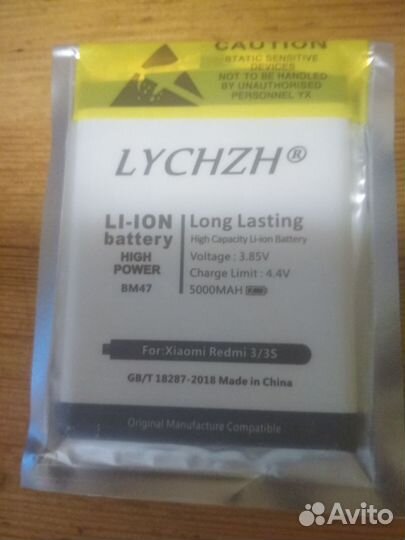 CAUTION
STATIC SENSITIVE
DEVICES
NOT TO BE HANDLED
BY UNAUTHORISED
PERSONNEL YX
LYCHZH®
LI-ION
battery
HIGH
POWER
BM47
Long Lasting
High Capacity Li-ion Battery
Voltage : 3.85V
Charge Limit : 4.4V
5000MAH
For:Xiaomi Redmi 3/3S
GB/T 18287-2018 Made in China
Original Manufacture Compatible
Avito